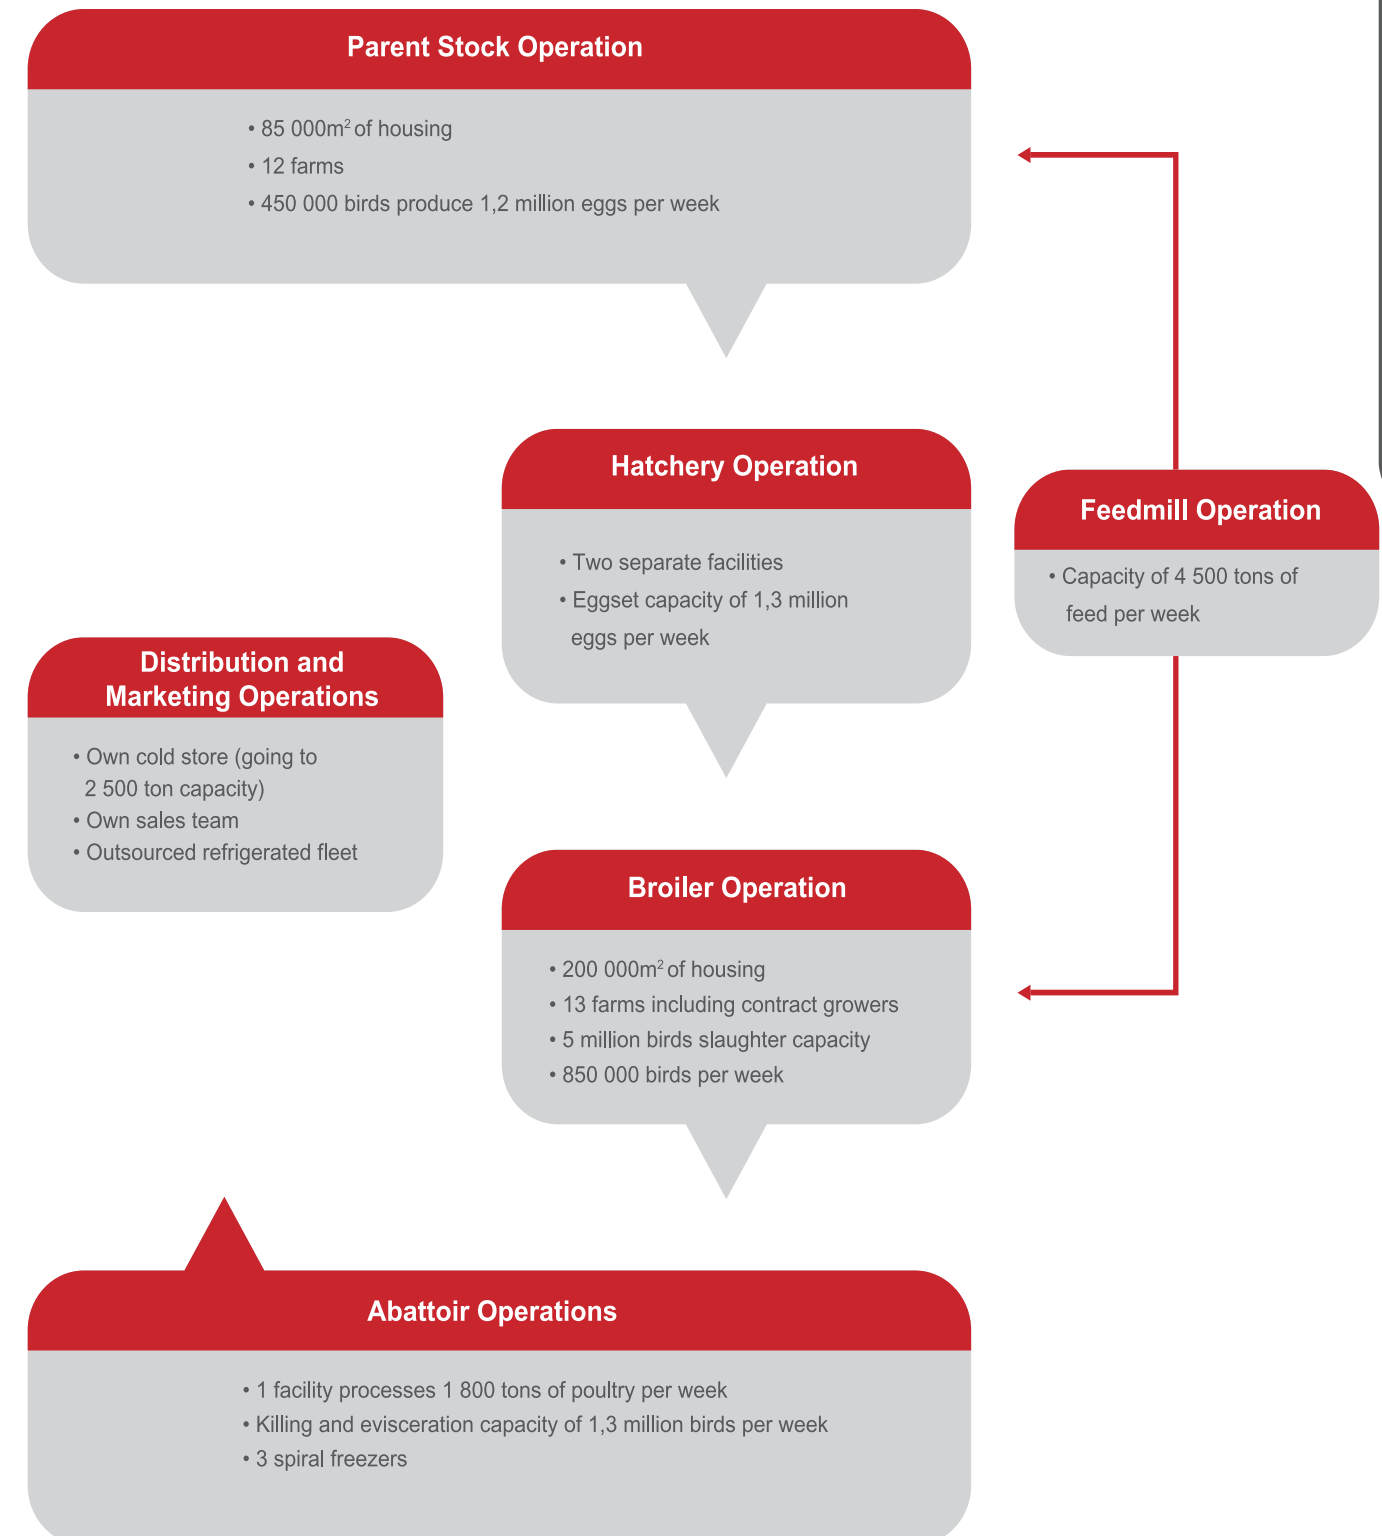 Parent Stock Operation
• 85 000m² of housing
• 12 farms
• 450 000 birds produce 1,2 million eggs per week
Hatchery Operation
• Two separate facilities
• Eggset capacity of 1,3 million
eggs per week
Feedmill Operation
• Capacity of 4 500 tons of
feed per week
Distribution and
Marketing Operations
• Own cold store (going to
2 500 ton capacity)
• Own sales team
• Outsourced refrigerated fleet
Broiler Operation
• 200 000m² of housing
• 13 farms including contract growers
• 5 million birds slaughter capacity
• 850 000 birds per week
Abattoir Operations
• 1 facility processes 1 800 tons of poultry per week
• Killing and evisceration capacity of 1,3 million birds per week
• 3 spiral freezers